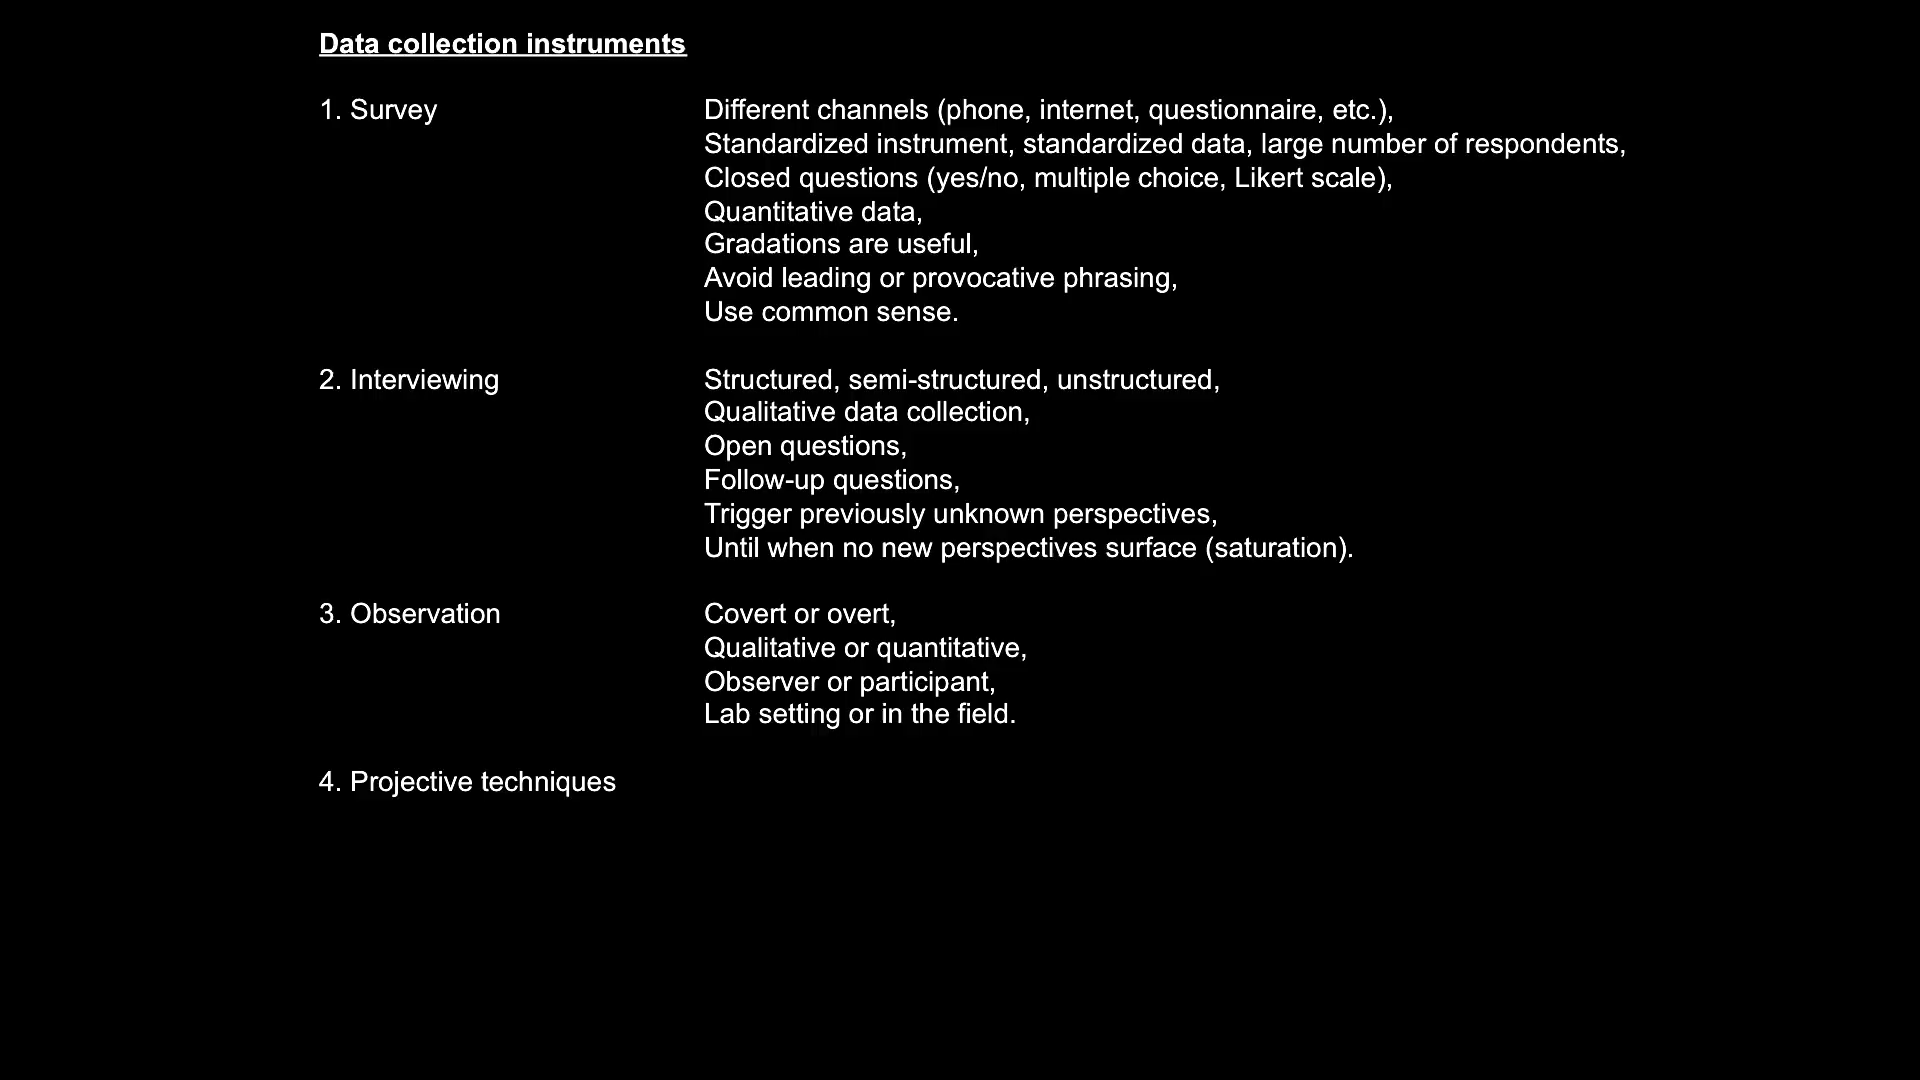 Data collection instruments
1. Survey Different channels (phone, internet, questionnaire, etc.),
Standardized instrument, standardized data, large number of respondents,
Closed questions (yes/no, multiple choice, Likert scale),
Quantitative data,
Gradations are useful,
Avoid leading or provocative phrasing,
Use common sense.
2. Interviewing Structured, semi-structured, unstructured,
Qualitative data collection,
Open questions,
Follow-up questions,
Trigger previously unknown perspectives,
Until when no new perspectives surface (saturation).
3. Observation Covert or overt,
Qualitative or quantitative,
Observer or participant,
Lab setting or in the field.
4. Projective techniques